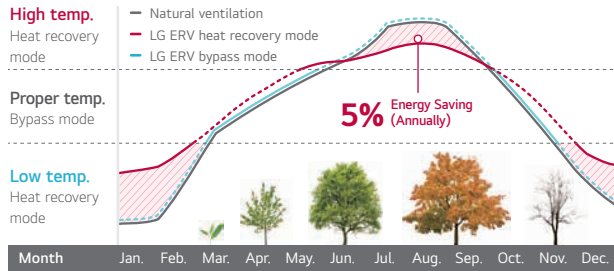 High temp.
Heat recovery
mode
Natural ventilation
LG ERV heat recovery mode
LG ERV bypass mode
Proper temp.
Bypass mode
5% Energy Saving
(Annually)
Low temp.
Heat recovery
mode
Month Jan. Feb. Mar. Apr. May. Jun. Jul. Aug. Sep. Oct. Nov. Dec.